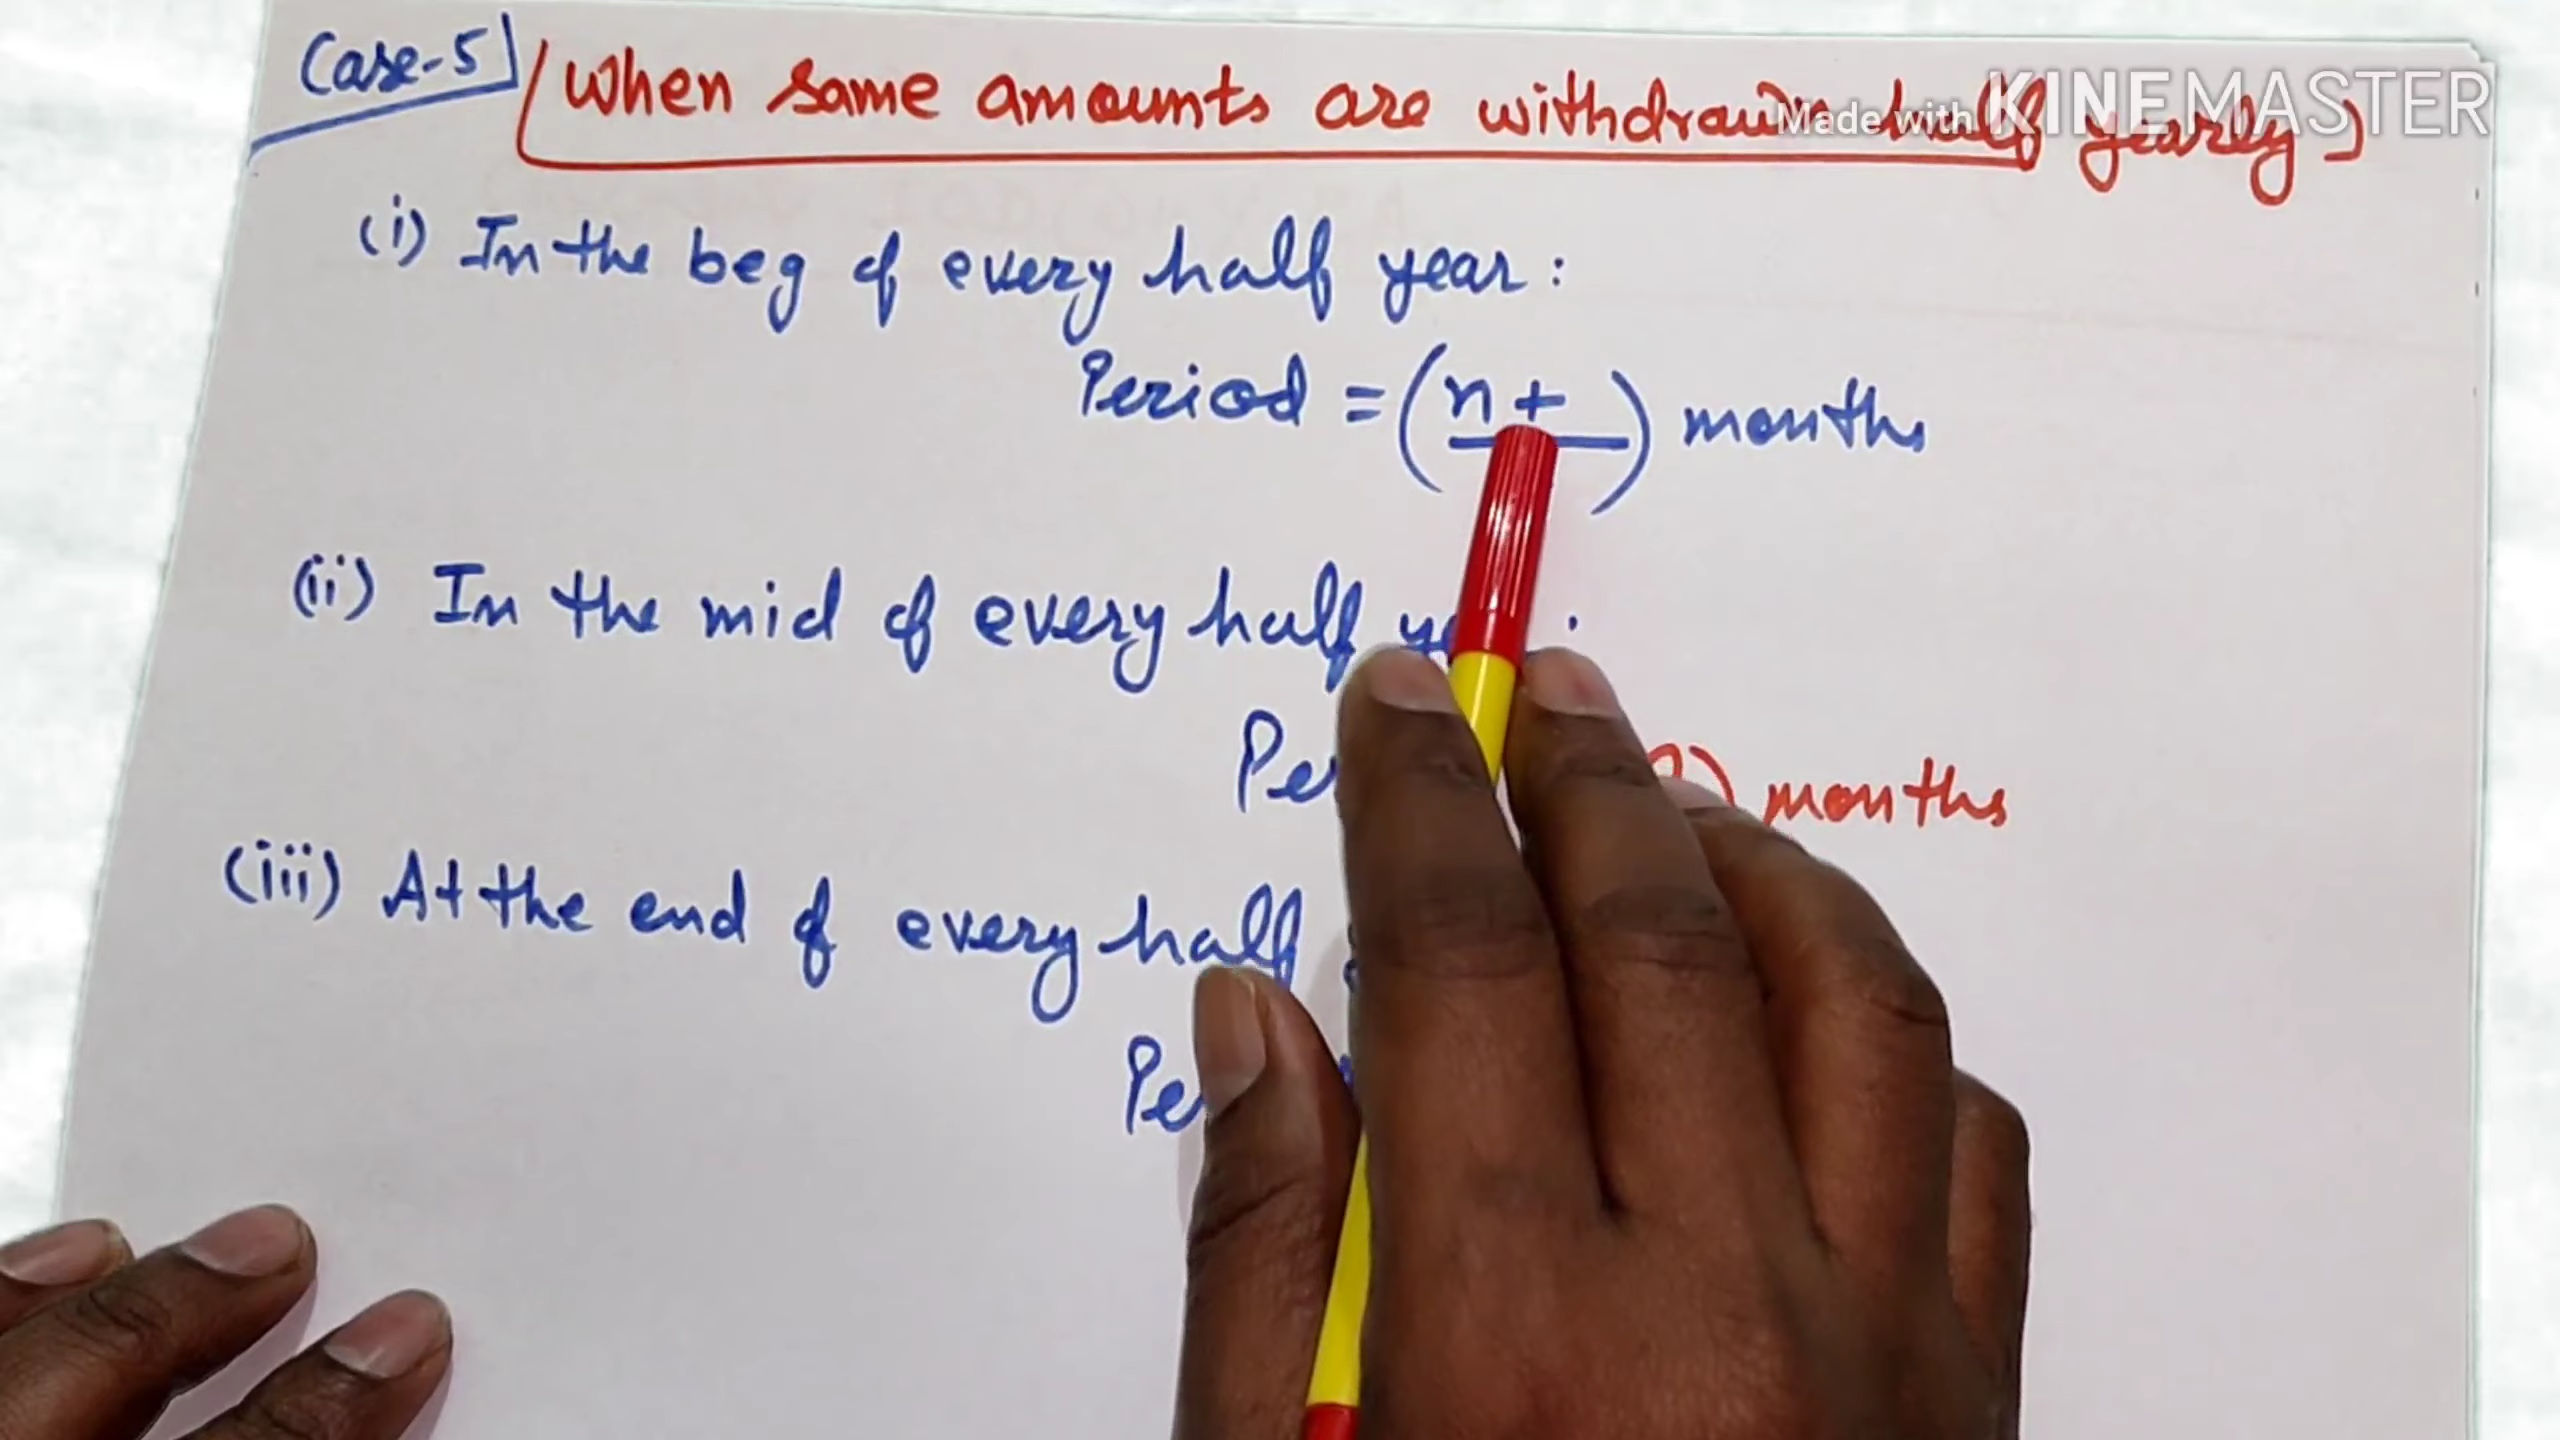 Case-5 When same amounts are withdrawn half yearly
Made with KINEMASTER
(i) In the beg of every half year:
Period = (n + ) months
(ii) In the mid of every half
months
(iii) At the end of every half